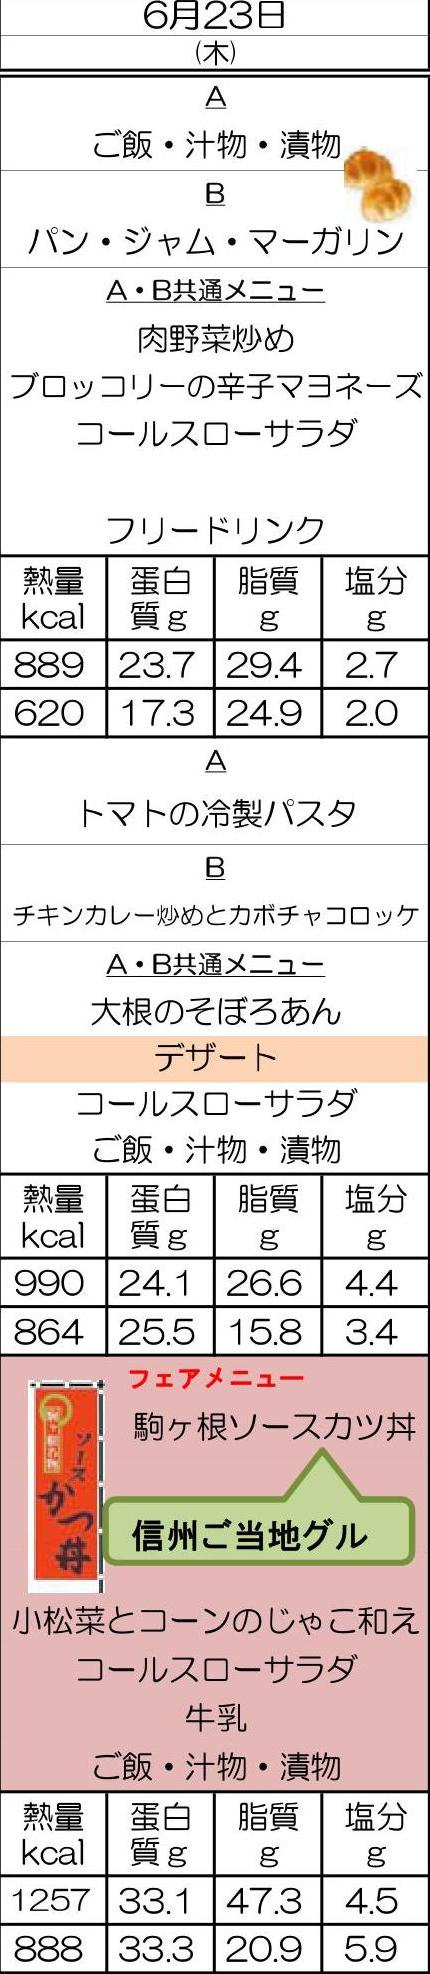 6月23日
(木)
A
ご飯・汁物・漬物
B
パン・ジャム・マーガリン
A・B共通メニュー
肉野菜炒め
ブロッコリーの辛子マヨネーズ
コールスローサラダ
フリードリンク
熱量 蛋白 脂質 塩分
kcal 質g g g
889 23.7 29.4 2.7
620 17.3 24.9 2.0
A
トマトの冷製パスタ
B
チキンカレー炒めとカボチャコロッケ
A・B共通メニュー
大根のそぼろあん
デザート
コールスローサラダ
ご飯・汁物・漬物
熱量 蛋白 脂質 塩分
kcal 質g g g
990 24.1 26.6 4.4
864 25.5 15.8 3.4
フェアメニュー
駒ヶ根ソースカツ丼
ソース
かつ丼
信州ご当地グル
小松菜とコーンのじゃこ和え
コールスローサラダ
牛乳
ご飯・汁物・漬物
熱量 蛋白 脂質 塩分
kcal 質g g g
1257 33.1 47.3 4.5
888 33.3 20.9 5.9